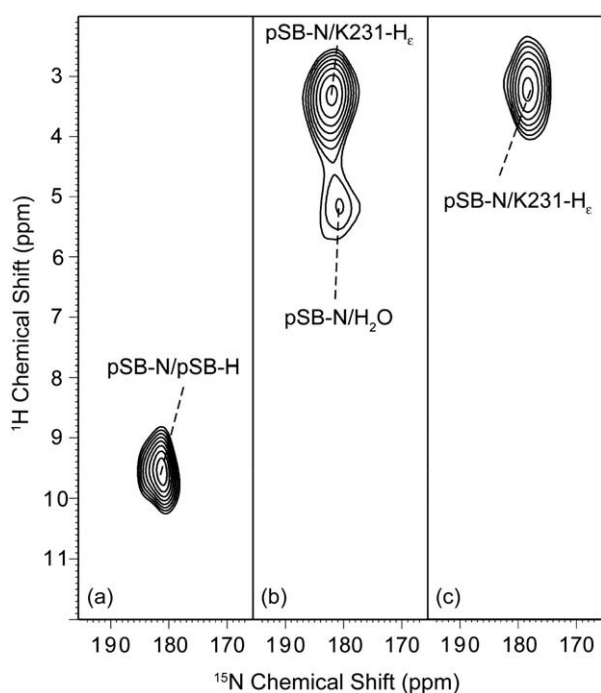 pSB-N/K231-Hε
3
4
pSB-N/K231-Hε
5
6
7
pSB-N/H2O
pSB-N/pSB-H
8
9
10
11
¹H Chemical Shift (ppm)
(a) (b) (c)
190 180 170 190 180 170 190 180 170
¹⁵N Chemical Shift (ppm)